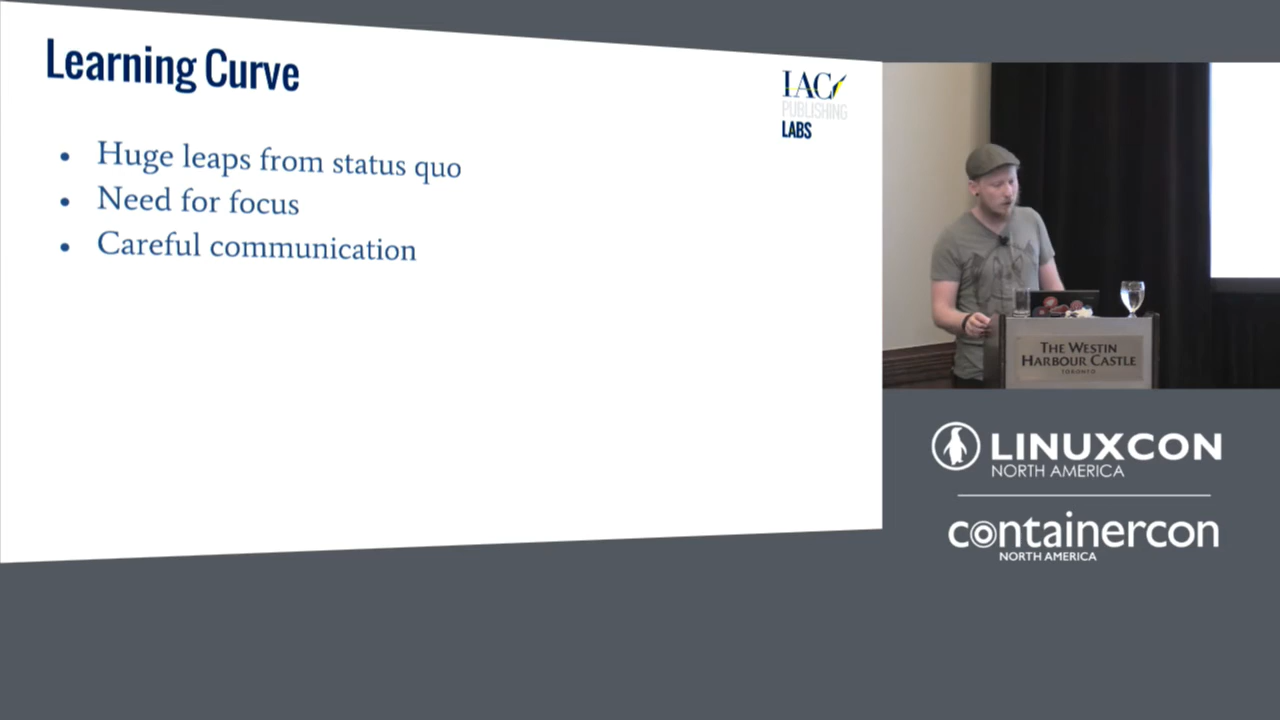 Learning Curve
IAC
PUBLISHING
LABS
• Huge leaps from status quo
• Need for focus
• Careful communication
THE WESTIN
HARBOUR CASTLE
TORONTO
LINUXCON
NORTH AMERICA
containercon
NORTH AMERICA